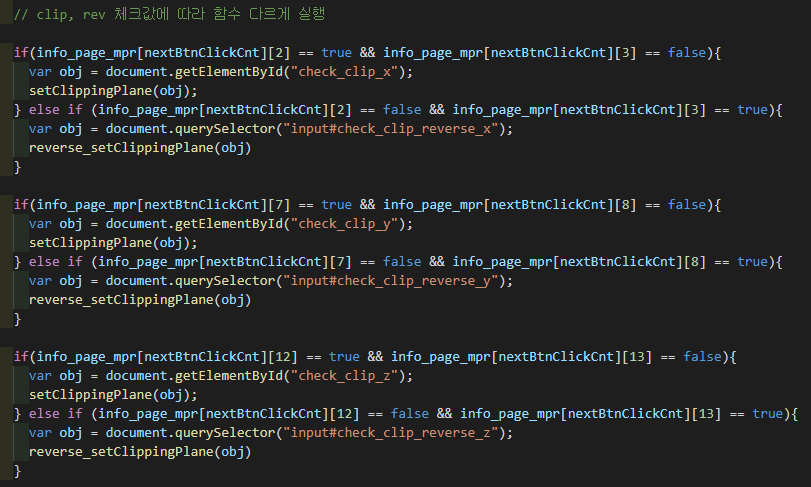 // clip, rev 체크값에 따라 함수 다르게 실행
if(info_page_mpr[nextBtnClickCnt][2] == true && info_page_mpr[nextBtnClickCnt][3] == false){
var obj = document.getElementById("check_clip_x");
setClippingPlane(obj);
} else if (info_page_mpr[nextBtnClickCnt][2] == false && info_page_mpr[nextBtnClickCnt][3] == true){
var obj = document.querySelector("input#check_clip_reverse_x");
reverse_setClippingPlane(obj)
}
if(info_page_mpr[nextBtnClickCnt][7] == true && info_page_mpr[nextBtnClickCnt][8] == false){
var obj = document.getElementById("check_clip_y");
setClippingPlane(obj);
} else if (info_page_mpr[nextBtnClickCnt][7] == false && info_page_mpr[nextBtnClickCnt][8] == true){
var obj = document.querySelector("input#check_clip_reverse_y");
reverse_setClippingPlane(obj)
}
if(info_page_mpr[nextBtnClickCnt][12] == true && info_page_mpr[nextBtnClickCnt][13] == false){
var obj = document.getElementById("check_clip_z");
setClippingPlane(obj);
} else if (info_page_mpr[nextBtnClickCnt][12] == false && info_page_mpr[nextBtnClickCnt][13] == true){
var obj = document.querySelector("input#check_clip_reverse_z");
reverse_setClippingPlane(obj)
}